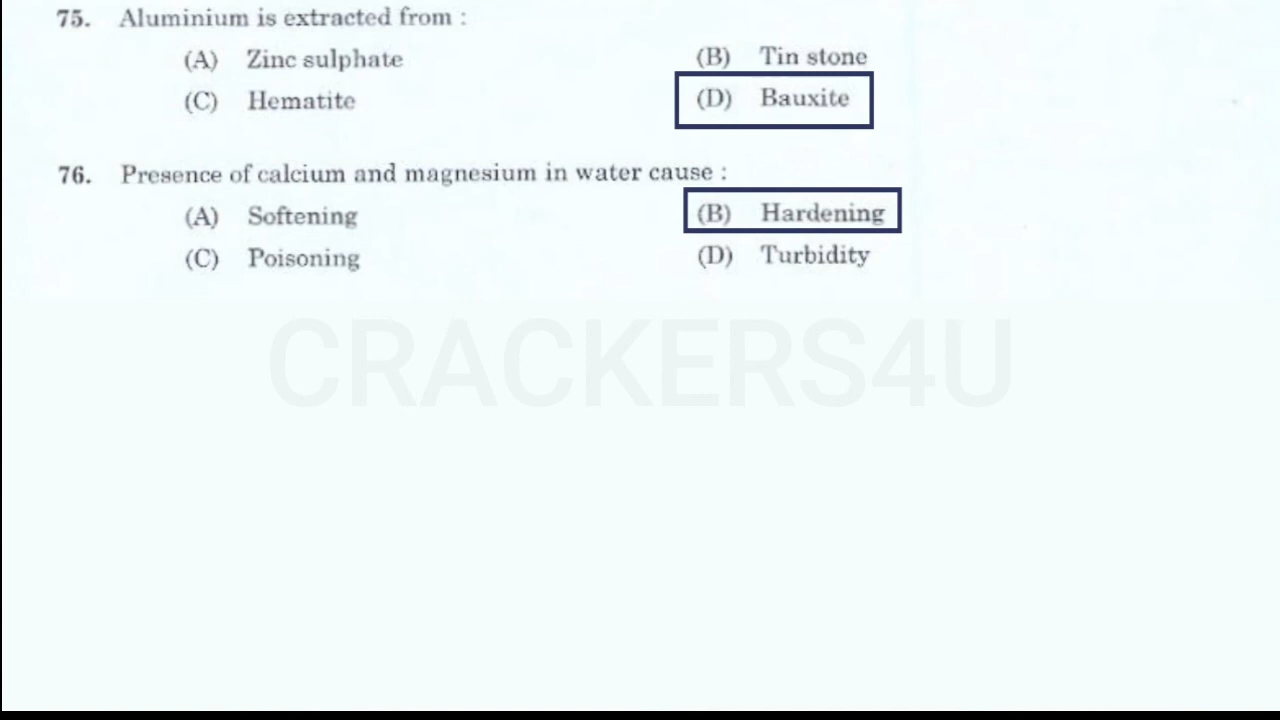 75. Aluminium is extracted from :
(A) Zinc sulphate (B) Tin stone
(C) Hematite (D) Bauxite
76. Presence of calcium and magnesium in water cause :
(A) Softening (B) Hardening
(C) Poisoning (D) Turbidity
CRACKERS4U